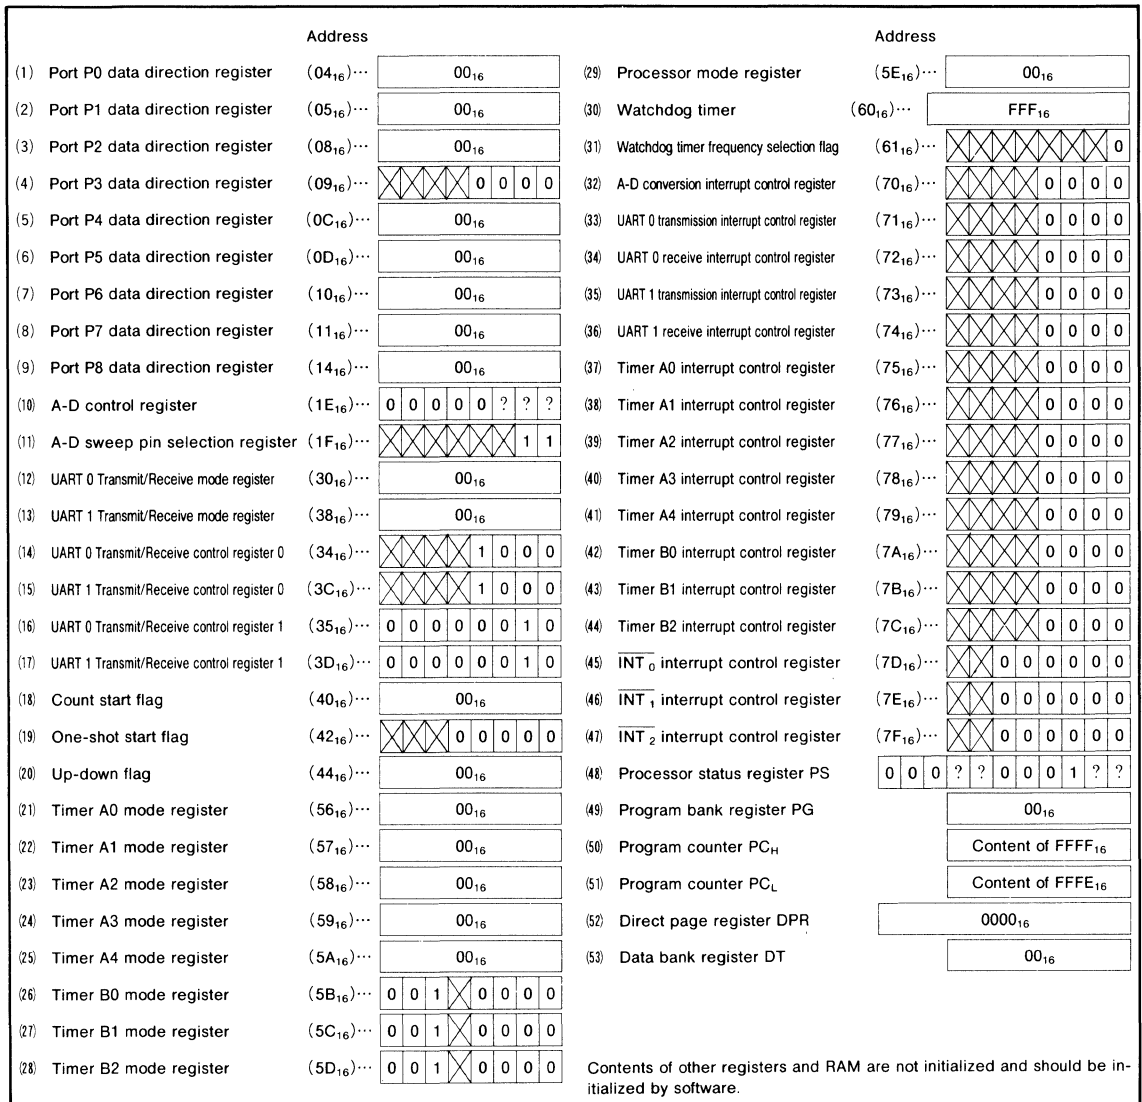 Address
(1) Port P0 data direction register (04₁₆)··· 00₁₆
(2) Port P1 data direction register (05₁₆)··· 00₁₆
(3) Port P2 data direction register (08₁₆)··· 00₁₆
(4) Port P3 data direction register (09₁₆)··· 0 0 0 0
(5) Port P4 data direction register (0C₁₆)··· 00₁₆
(6) Port P5 data direction register (0D₁₆)··· 00₁₆
(7) Port P6 data direction register (10₁₆)··· 00₁₆
(8) Port P7 data direction register (11₁₆)··· 00₁₆
(9) Port P8 data direction register (14₁₆)··· 00₁₆
(10) A-D control register (1E₁₆)··· 0 0 0 0 0 ? ? ?
(11) A-D sweep pin selection register (1F₁₆)··· 1 1
(12) UART 0 Transmit/Receive mode register (30₁₆)··· 00₁₆
(13) UART 1 Transmit/Receive mode register (38₁₆)··· 00₁₆
(14) UART 0 Transmit/Receive control register 0 (34₁₆)··· 1 0 0 0
(15) UART 1 Transmit/Receive control register 0 (3C₁₆)··· 1 0 0 0
(16) UART 0 Transmit/Receive control register 1 (35₁₆)··· 0 0 0 0 0 0 1 0
(17) UART 1 Transmit/Receive control register 1 (3D₁₆)··· 0 0 0 0 0 0 1 0
(18) Count start flag (40₁₆)··· 00₁₆
(19) One-shot start flag (42₁₆)··· 0 0 0 0 0
(20) Up-down flag (44₁₆)··· 00₁₆
(21) Timer A0 mode register (56₁₆)··· 00₁₆
(22) Timer A1 mode register (57₁₆)··· 00₁₆
(23) Timer A2 mode register (58₁₆)··· 00₁₆
(24) Timer A3 mode register (59₁₆)··· 00₁₆
(25) Timer A4 mode register (5A₁₆)··· 00₁₆
(26) Timer B0 mode register (5B₁₆)··· 0 0 1 0 0 0 0
(27) Timer B1 mode register (5C₁₆)··· 0 0 1 0 0 0 0
(28) Timer B2 mode register (5D₁₆)··· 0 0 1 0 0 0 0
Address
(29) Processor mode register (5E₁₆)··· 00₁₆
(30) Watchdog timer (60₁₆)··· FFF₁₆
(31) Watchdog timer frequency selection flag (61₁₆)··· 0
(32) A-D conversion interrupt control register (70₁₆)··· 0 0 0 0
(33) UART 0 transmission interrupt control register (71₁₆)··· 0 0 0 0
(34) UART 0 receive interrupt control register (72₁₆)··· 0 0 0 0
(35) UART 1 transmission interrupt control register (73₁₆)··· 0 0 0 0
(36) UART 1 receive interrupt control register (74₁₆)··· 0 0 0 0
(37) Timer A0 interrupt control register (75₁₆)··· 0 0 0 0
(38) Timer A1 interrupt control register (76₁₆)··· 0 0 0 0
(39) Timer A2 interrupt control register (77₁₆)··· 0 0 0 0
(40) Timer A3 interrupt control register (78₁₆)··· 0 0 0 0
(41) Timer A4 interrupt control register (79₁₆)··· 0 0 0 0
(42) Timer B0 interrupt control register (7A₁₆)··· 0 0 0 0
(43) Timer B1 interrupt control register (7B₁₆)··· 0 0 0 0
(44) Timer B2 interrupt control register (7C₁₆)··· 0 0 0 0
(45) INT₀ interrupt control register (7D₁₆)··· 0 0 0 0 0 0
(46) INT₁ interrupt control register (7E₁₆)··· 0 0 0 0 0 0
(47) INT₂ interrupt control register (7F₁₆)··· 0 0 0 0 0 0
(48) Processor status register PS 0 0 0 ? ? 0 0 0 1 ? ?
(49) Program bank register PG 00₁₆
(50) Program counter PC_H Content of FFFF₁₆
(51) Program counter PC_L Content of FFFE₁₆
(52) Direct page register DPR 0000₁₆
(53) Data bank register DT 00₁₆
Contents of other registers and RAM are not initialized and should be in-
itialized by software.